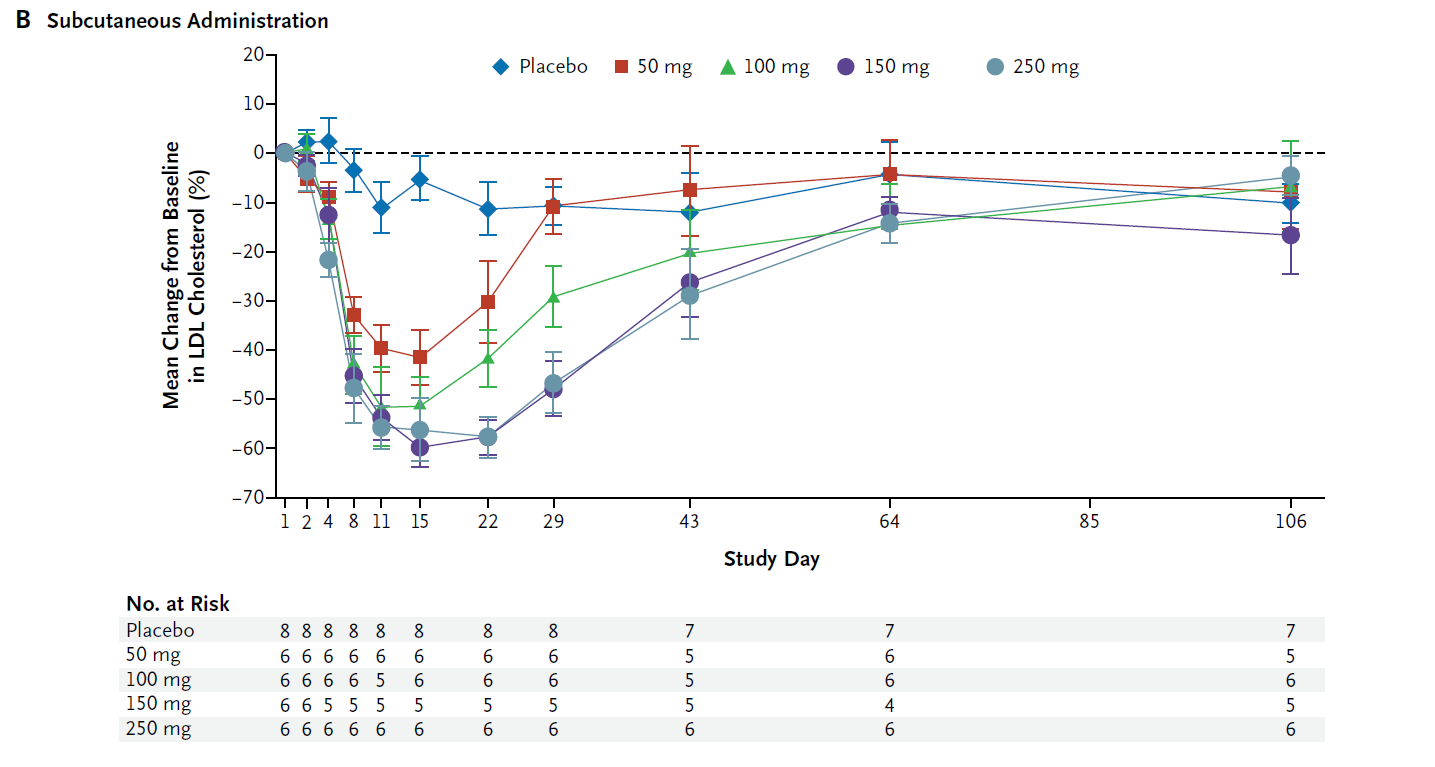 B Subcutaneous Administration
Placebo 50 mg 100 mg 150 mg 250 mg
Mean Change from Baseline
in LDL Cholesterol (%)
20
10
0
−10
−20
−30
−40
−50
−60
−70
1 2 4 8 11 15 22 29 43 64 85 106
Study Day
No. at Risk
Placebo 8 8 8 8 8 8 8 8 7 7 7
50 mg 6 6 6 6 6 6 6 6 5 6 5
100 mg 6 6 6 6 5 6 6 6 5 6 6
150 mg 6 6 5 5 5 5 5 5 5 4 5
250 mg 6 6 6 6 6 6 6 6 6 6 6